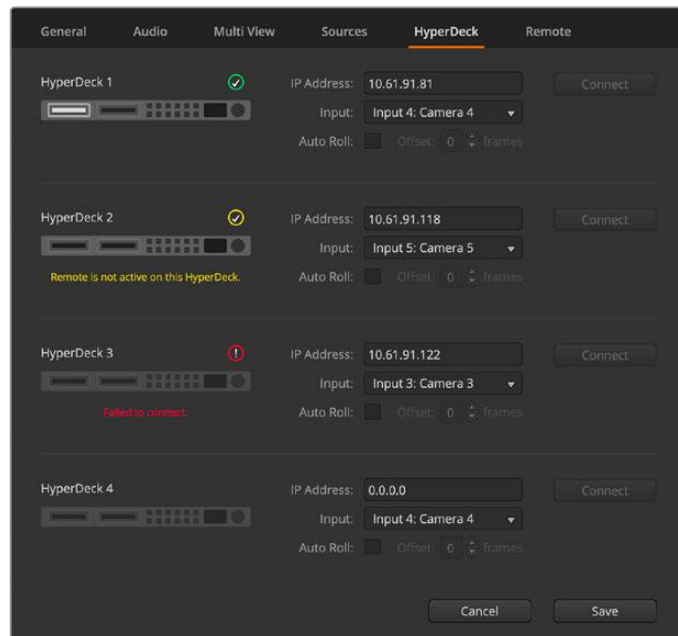 General Audio Multi View Sources HyperDeck Remote
HyperDeck 1 IP Address: 10.61.91.81 Connect
Input: Input 4: Camera 4
Auto Roll: Offset: 0 frames
HyperDeck 2 IP Address: 10.61.91.118 Connect
Input: Input 5: Camera 5
Remote is not active on this HyperDeck. Auto Roll: Offset: 0 frames
HyperDeck 3 IP Address: 10.61.91.122 Connect
Input: Input 3: Camera 3
Failed to connect. Auto Roll: Offset: 0 frames
HyperDeck 4 IP Address: 0.0.0.0 Connect
Input: Input 4: Camera 4
Auto Roll: Offset: 0 frames
Cancel Save